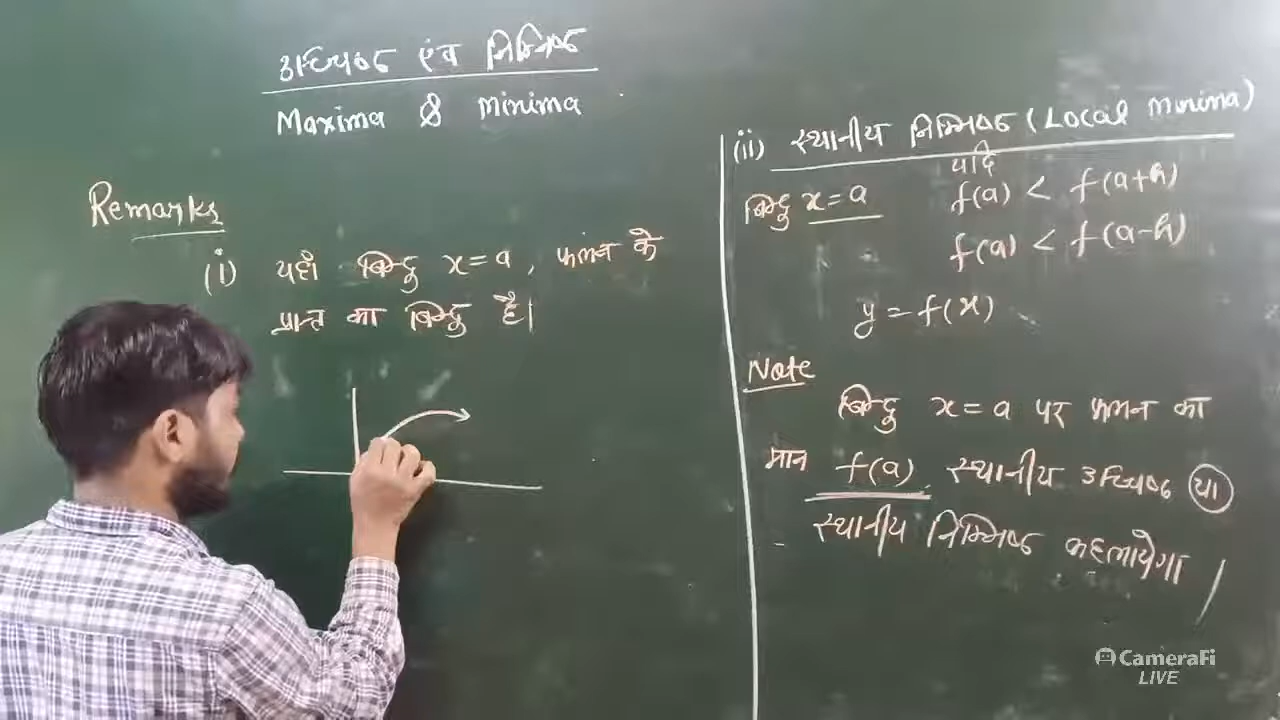 उच्चिष्ठ एवं निम्निष्ठ
Maxima & Minima
Remarks
(i) यहाँ बिन्दु x = a, फलन के
प्रान्त का बिन्दु है।
(ii) स्थानीय निम्निष्ठ (Local Minima)
यदि
बिन्दु x = a f(a) < f(a+h)
f(a) < f(a-h)
y = f(x)
Note
बिन्दु x = a पर फलन का
मान f(a) स्थानीय उच्चिष्ठ या
स्थानीय निम्निष्ठ कहलायेगा /
CameraFi
LIVE